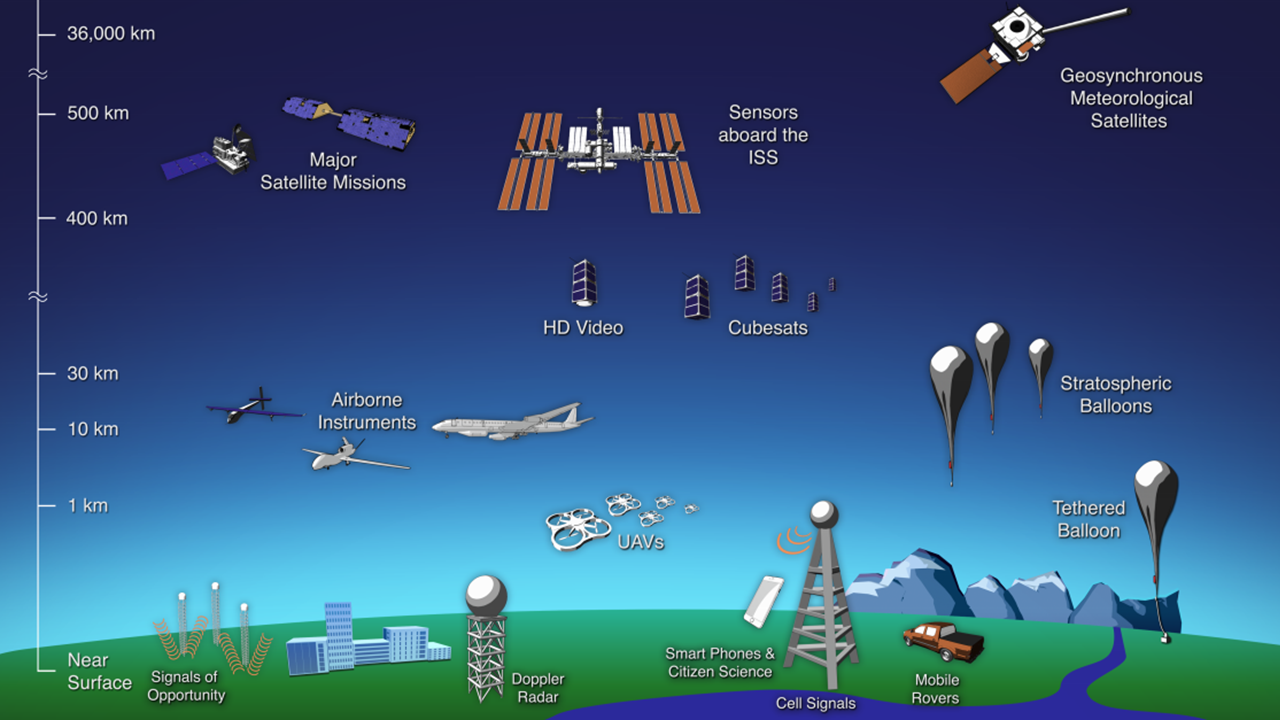 36,000 km
Geosynchronous
Meteorological
Satellites
500 km
Major
Satellite Missions
Sensors
aboard the
ISS
400 km
HD Video
Cubesats
30 km
Airborne
Instruments
10 km
Stratospheric
Balloons
1 km
UAVs
Tethered
Balloon
Near
Surface
Signals of
Opportunity
Doppler
Radar
Smart Phones &
Citizen Science
Cell Signals
Mobile
Rovers